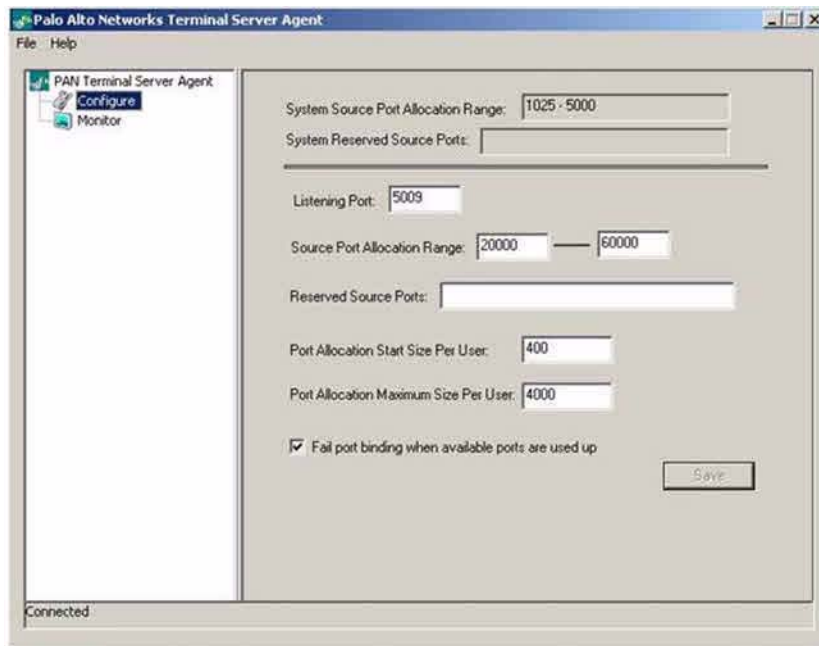 Palo Alto Networks Terminal Server Agent
File Help
PAN Terminal Server Agent
Configure
Monitor
System Source Port Allocation Range: 1025 - 5000
System Reserved Source Ports:
Listening Port: 5009
Source Port Allocation Range: 20000 60000
Reserved Source Ports:
Port Allocation Start Size Per User: 400
Port Allocation Maximum Size Per User: 4000
Fail port binding when available ports are used up
Save
Connected